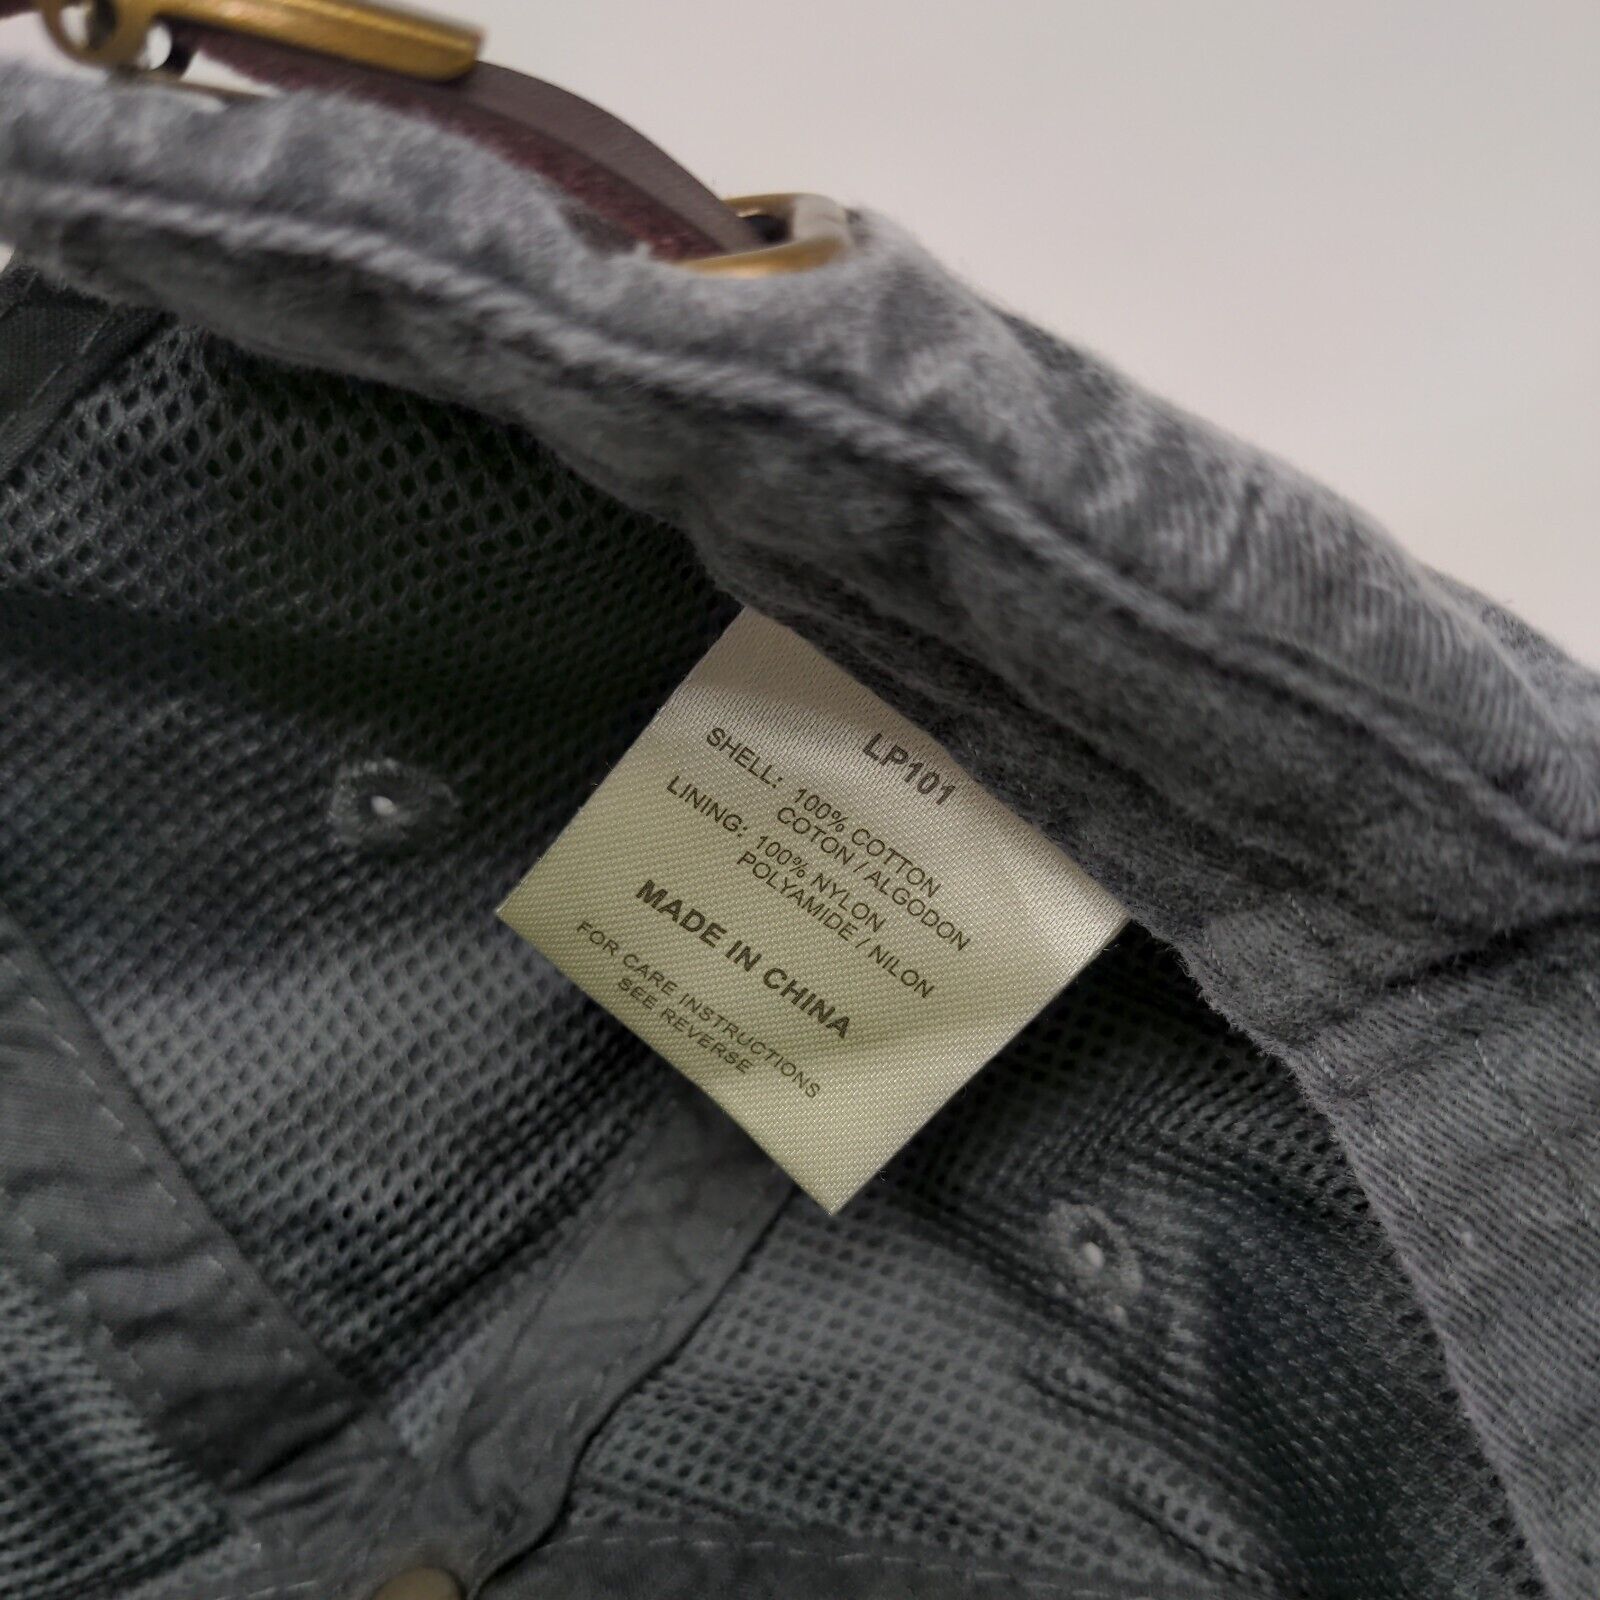 LP101
SHELL: 100% COTTON
COTON / ALGODON
LINING: 100% NYLON
POLYAMIDE / NILON
MADE IN CHINA
FOR CARE INSTRUCTIONS
SEE REVERSE